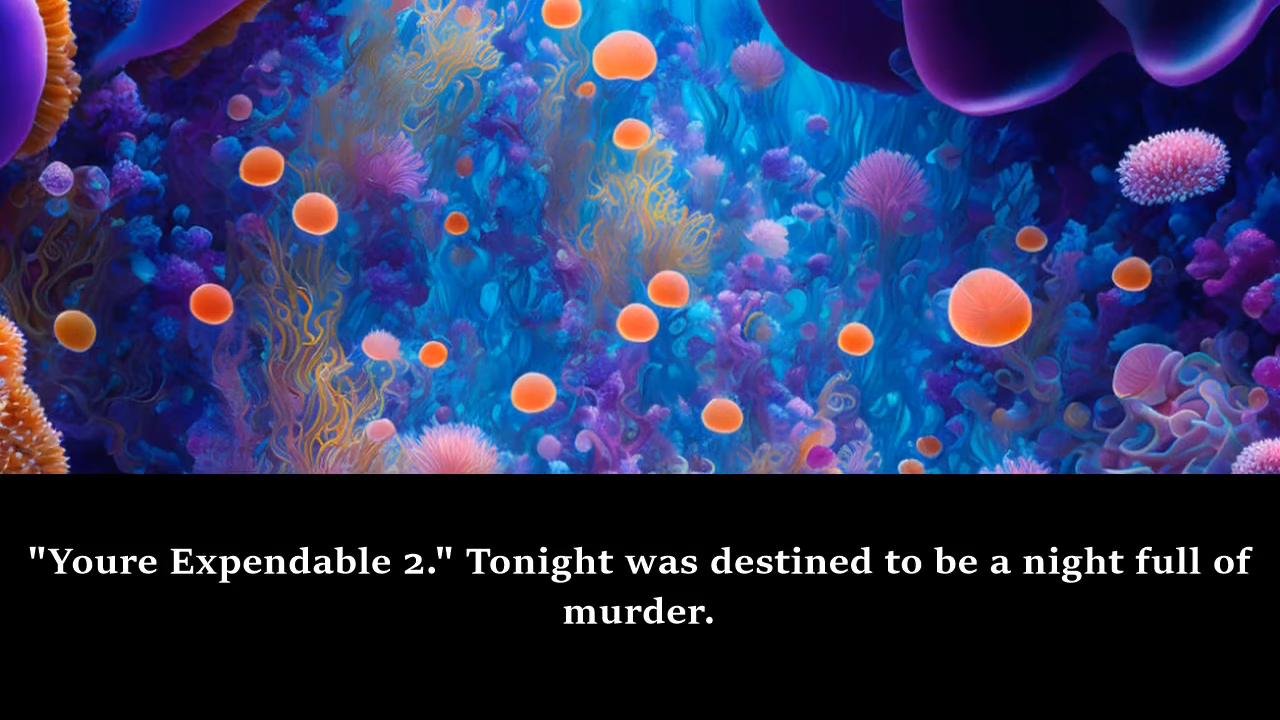 "Youre Expendable 2." Tonight was destined to be a night full of
murder.